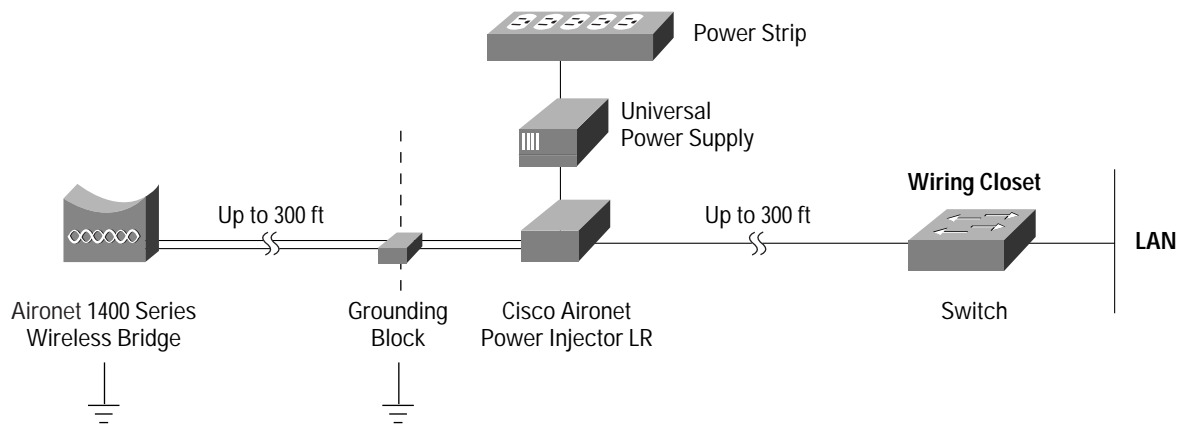 Power Strip
Universal
Power Supply
Wiring Closet
Up to 300 ft
Up to 300 ft
LAN
Aironet 1400 Series
Wireless Bridge
Grounding
Block
Cisco Aironet
Power Injector LR
Switch